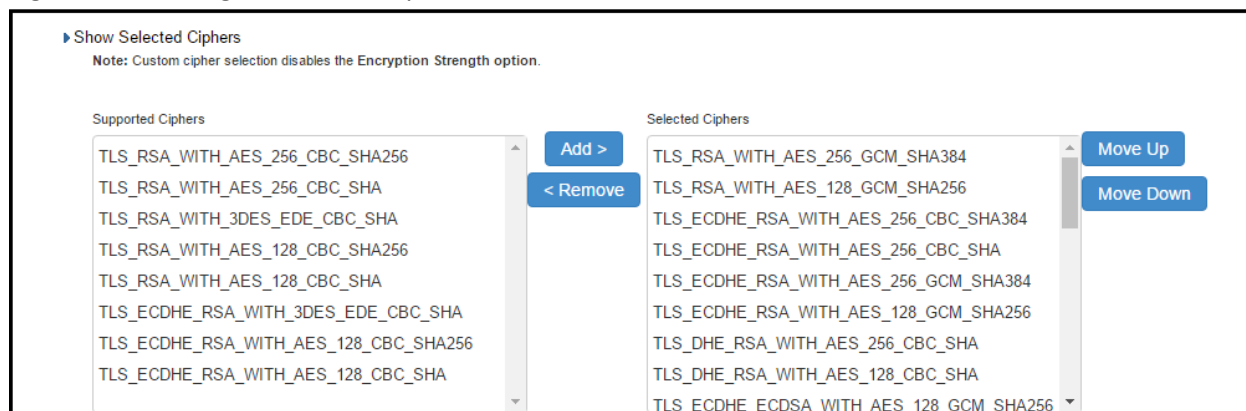 Show Selected Ciphers
Note: Custom cipher selection disables the Encryption Strength option.
Supported Ciphers
TLS_RSA_WITH_AES_256_CBC_SHA256
TLS_RSA_WITH_AES_256_CBC_SHA
TLS_RSA_WITH_3DES_EDE_CBC_SHA
TLS_RSA_WITH_AES_128_CBC_SHA256
TLS_RSA_WITH_AES_128_CBC_SHA
TLS_ECDHE_RSA_WITH_3DES_EDE_CBC_SHA
TLS_ECDHE_RSA_WITH_AES_128_CBC_SHA256
TLS_ECDHE_RSA_WITH_AES_128_CBC_SHA
Add >
< Remove
Selected Ciphers
TLS_RSA_WITH_AES_256_GCM_SHA384
TLS_RSA_WITH_AES_128_GCM_SHA256
TLS_ECDHE_RSA_WITH_AES_256_CBC_SHA384
TLS_ECDHE_RSA_WITH_AES_256_CBC_SHA
TLS_ECDHE_RSA_WITH_AES_256_GCM_SHA384
TLS_ECDHE_RSA_WITH_AES_128_GCM_SHA256
TLS_DHE_RSA_WITH_AES_256_CBC_SHA
TLS_DHE_RSA_WITH_AES_128_CBC_SHA
TLS_ECDHE_ECDSA_WITH_AES_128_GCM_SHA256
Move Up
Move Down